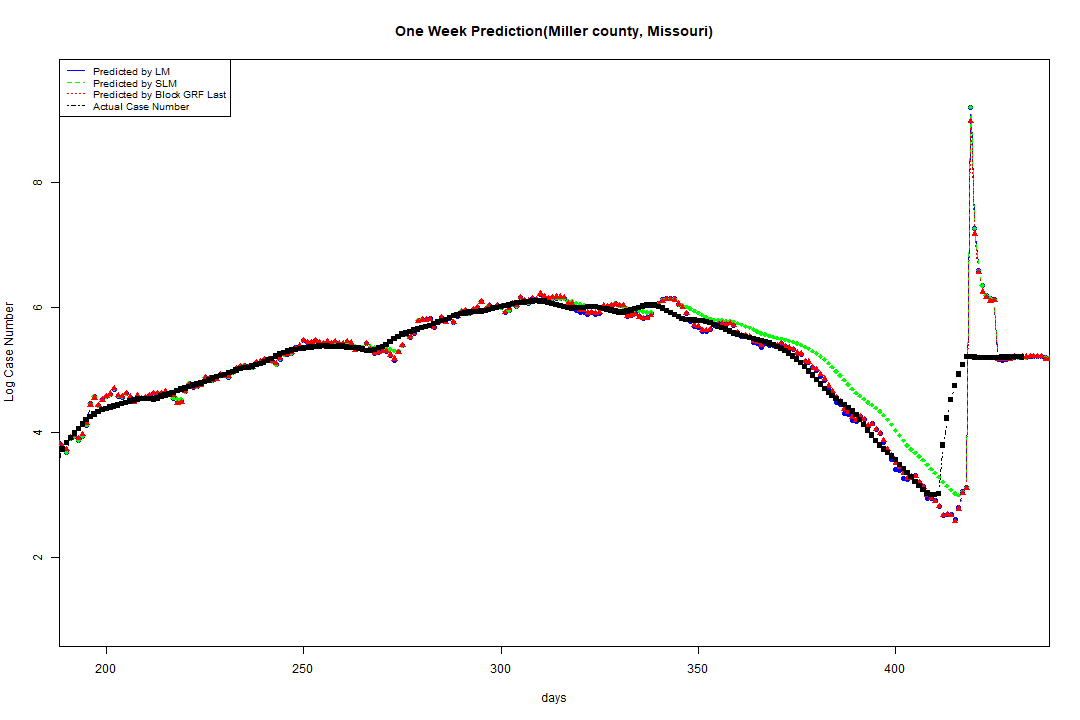 One Week Prediction(Miller county, Missouri)
Predicted by LM
Predicted by SLM
Predicted by Block GRF Last
Actual Case Number
Log Case Number
8
6
4
2
200 250 300 350 400
days